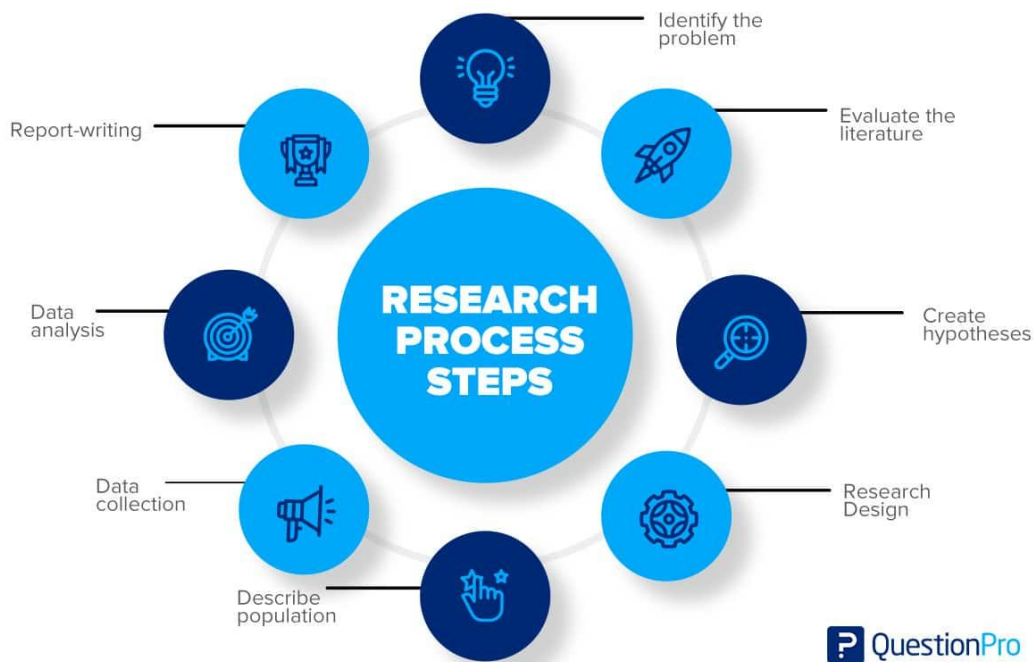 Identify the
problem
Evaluate the
literature
Create
hypotheses
Research
Design
Describe
population
Data
collection
Data
analysis
Report-writing
RESEARCH
PROCESS
STEPS
? QuestionPro